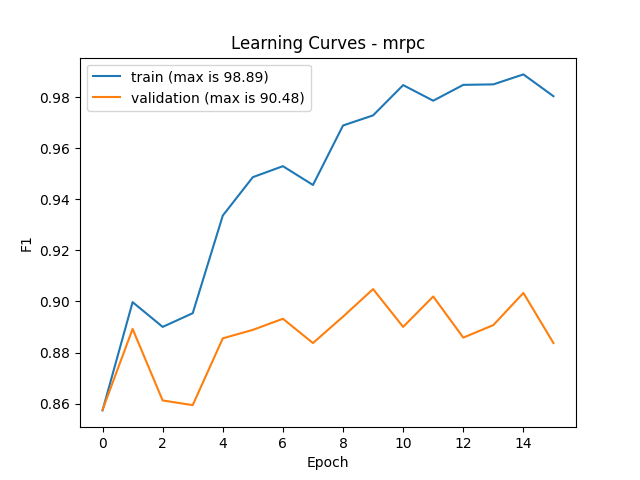 Learning Curves - mrpc
train (max is 98.89)
validation (max is 90.48)
F1
0.98
0.96
0.94
0.92
0.90
0.88
0.86
0 2 4 6 8 10 12 14
Epoch